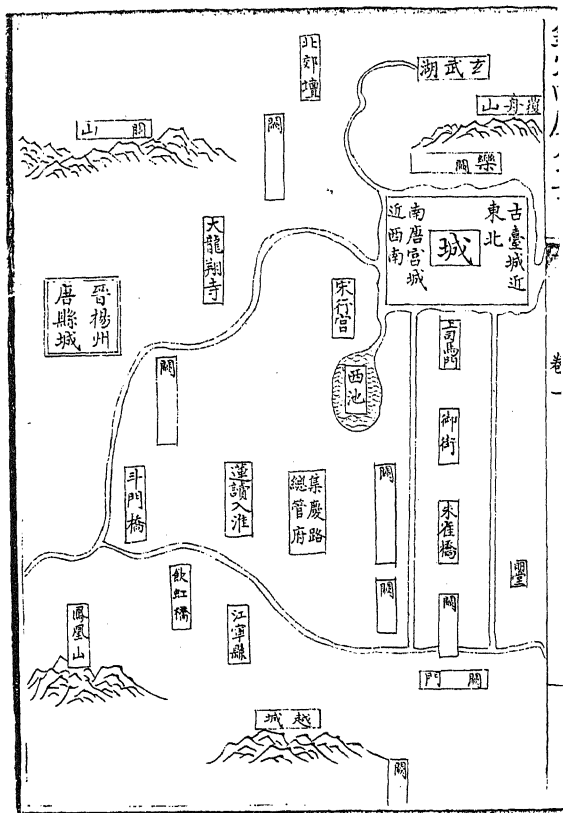 卷一
玄武湖
覆舟山
樂闕
北郊壇
闕
闕山
古臺城近
東北
城
南唐宮城
近西南
大龍翔寺
宋行宮
西池
晉揚州
唐縣城
司馬門
御街
朱雀橋
闕
闕
闕
闕
集慶路
總管府
蓮讀入淮
斗門橋
飲虹橋
江寧縣
鳳凰山
闕門
越城
闕